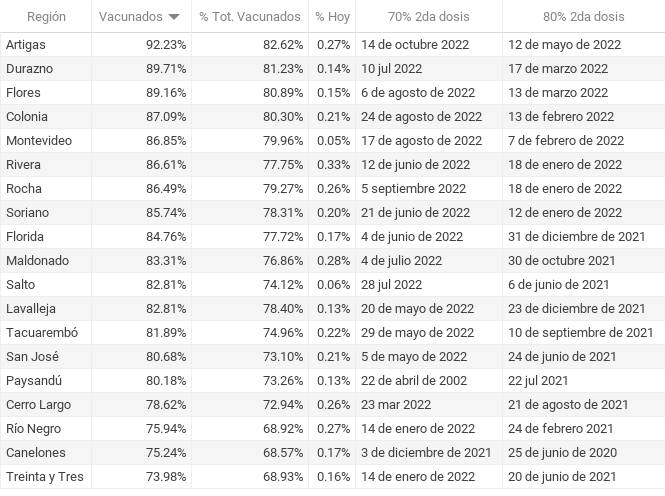 Región Vacunados % Tot. Vacunados % Hoy 70% 2da dosis 80% 2da dosis
Artigas 92.23% 82.62% 0.27% 14 de octubre 2022 12 de mayo de 2022
Durazno 89.71% 81.23% 0.14% 10 jul 2022 17 de marzo 2022
Flores 89.16% 80.89% 0.15% 6 de agosto de 2022 13 de marzo 2022
Colonia 87.09% 80.30% 0.21% 24 de agosto de 2022 13 de febrero 2022
Montevideo 86.85% 79.96% 0.05% 17 de agosto de 2022 7 de febrero de 2022
Rivera 86.61% 77.75% 0.33% 12 de junio de 2022 18 de enero de 2022
Rocha 86.49% 79.27% 0.26% 5 septiembre 2022 18 de enero de 2022
Soriano 85.74% 78.31% 0.20% 21 de junio de 2022 12 de enero de 2022
Florida 84.76% 77.72% 0.17% 4 de junio de 2022 31 de diciembre de 2021
Maldonado 83.31% 76.86% 0.28% 4 de julio 2022 30 de octubre 2021
Salto 82.81% 74.12% 0.06% 28 jul 2022 6 de junio de 2021
Lavalleja 82.81% 78.40% 0.13% 20 de mayo de 2022 23 de diciembre de 2021
Tacuarembó 81.89% 74.96% 0.22% 29 de mayo de 2022 10 de septiembre de 2021
San José 80.68% 73.10% 0.21% 5 de mayo de 2022 24 de junio de 2021
Paysandú 80.18% 73.26% 0.13% 22 de abril de 2002 22 jul 2021
Cerro Largo 78.62% 72.94% 0.26% 23 mar 2022 21 de agosto de 2021
Río Negro 75.94% 68.92% 0.27% 14 de enero de 2022 24 de febrero 2021
Canelones 75.24% 68.57% 0.17% 3 de diciembre de 2021 25 de junio de 2020
Treinta y Tres 73.98% 68.93% 0.16% 14 de enero de 2022 20 de junio de 2021